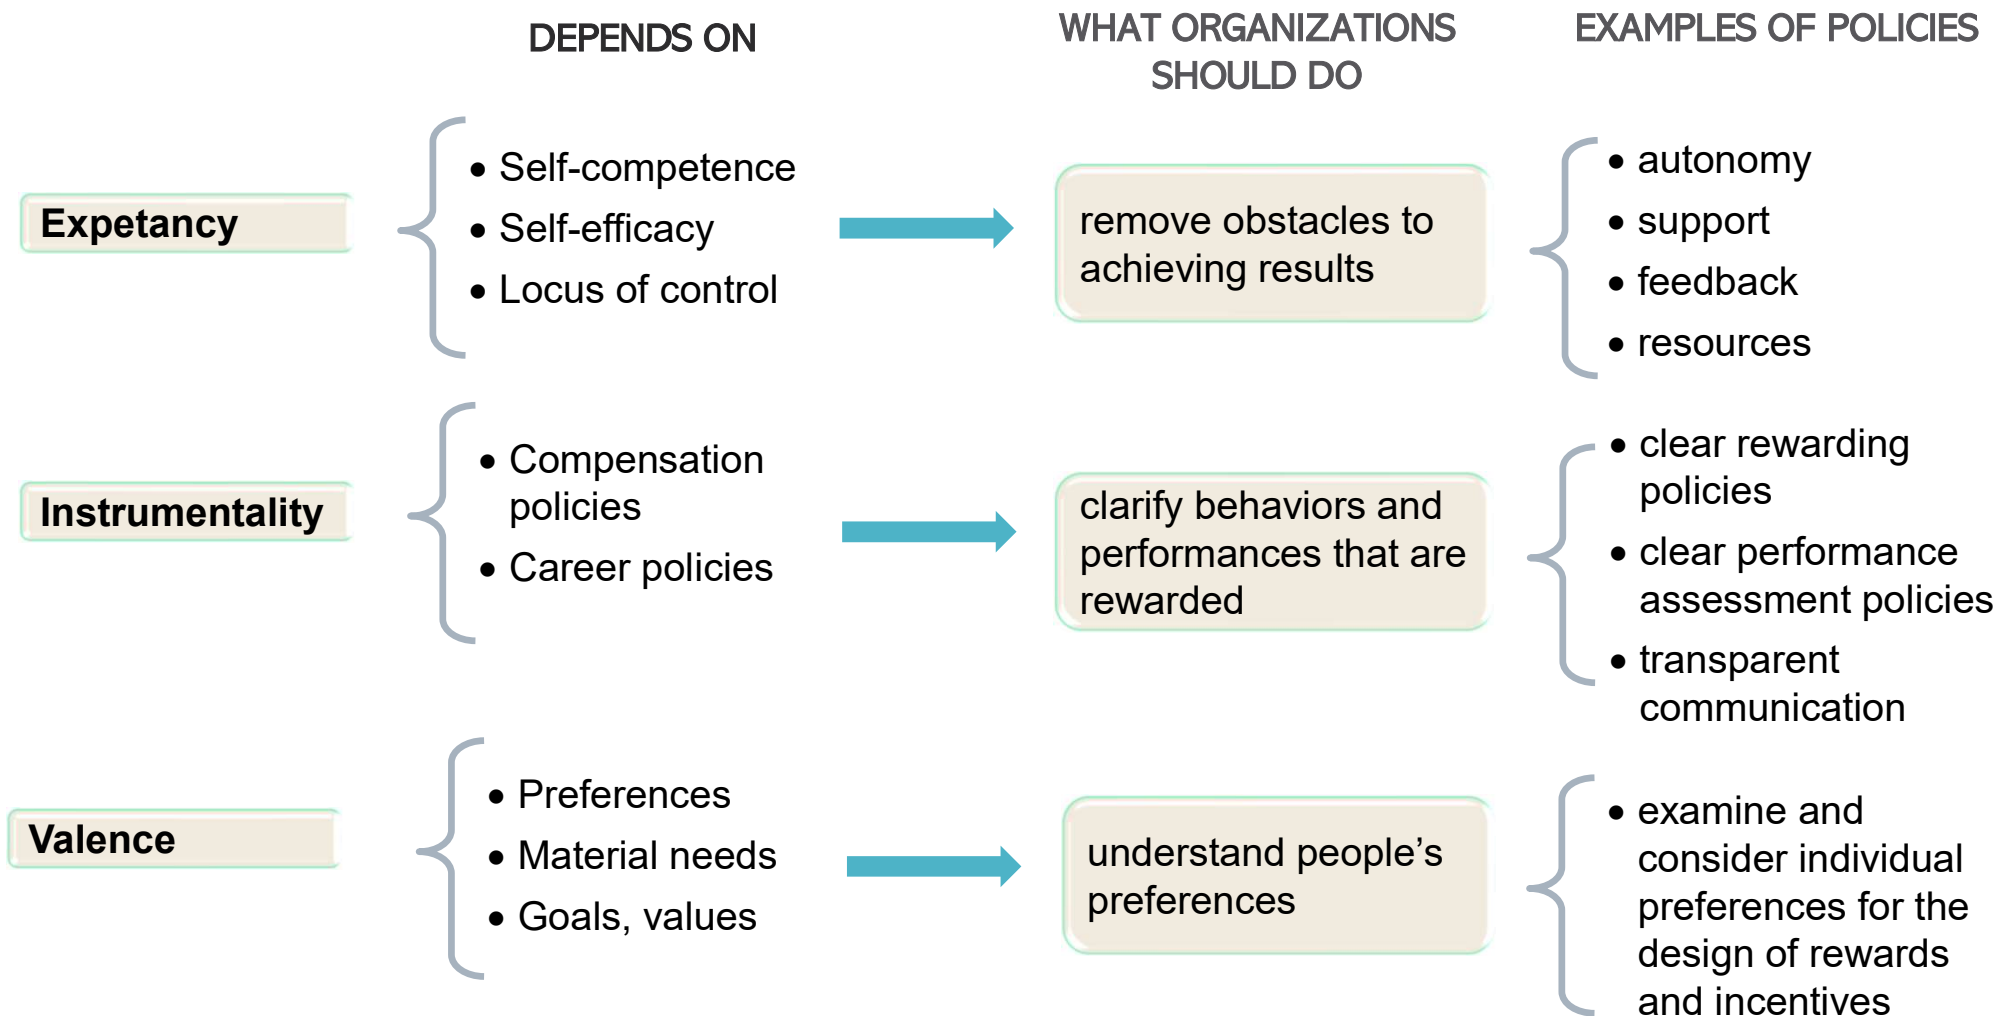 DEPENDS ON
WHAT ORGANIZATIONS
SHOULD DO
EXAMPLES OF POLICIES
Expetancy
• Self-competence
• Self-efficacy
• Locus of control
remove obstacles to
achieving results
• autonomy
• support
• feedback
• resources
Instrumentality
• Compensation
policies
• Career policies
clarify behaviors and
performances that are
rewarded
• clear rewarding
policies
• clear performance
assessment policies
• transparent
communication
Valence
• Preferences
• Material needs
• Goals, values
understand people’s
preferences
• examine and
consider individual
preferences for the
design of rewards
and incentives